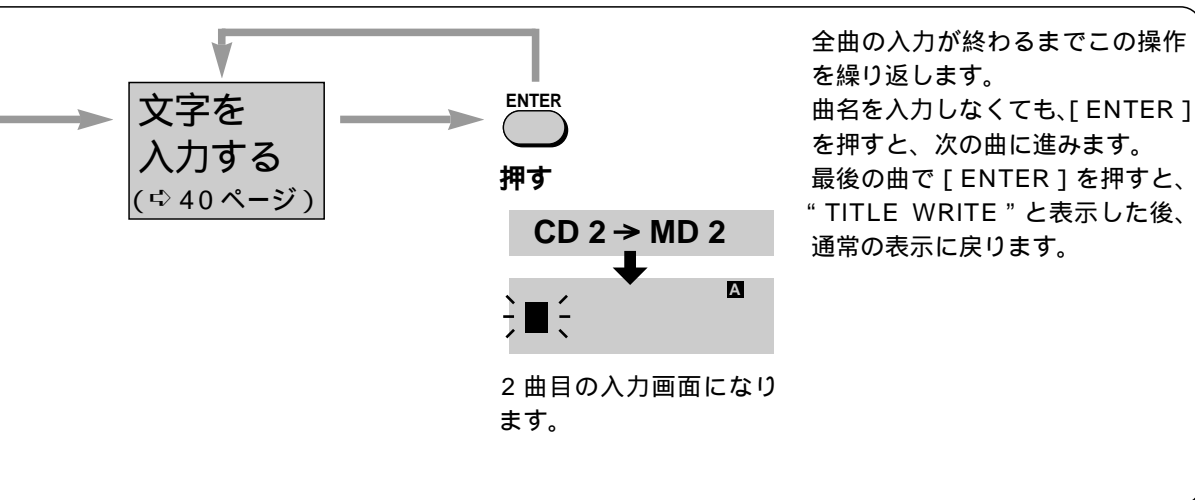 文字を
入力する
(⇨ 40 ページ)
ENTER
押す
CD 2 → MD 2
A
2 曲目の入力画面になり
ます。
全曲の入力が終わるまでこの操作
を繰り返します。
曲名を入力しなくても、[ ENTER ]
を押すと、次の曲に進みます。
最後の曲で [ ENTER ] を押すと、
“ TITLE WRITE ” と表示した後、
通常の表示に戻ります。